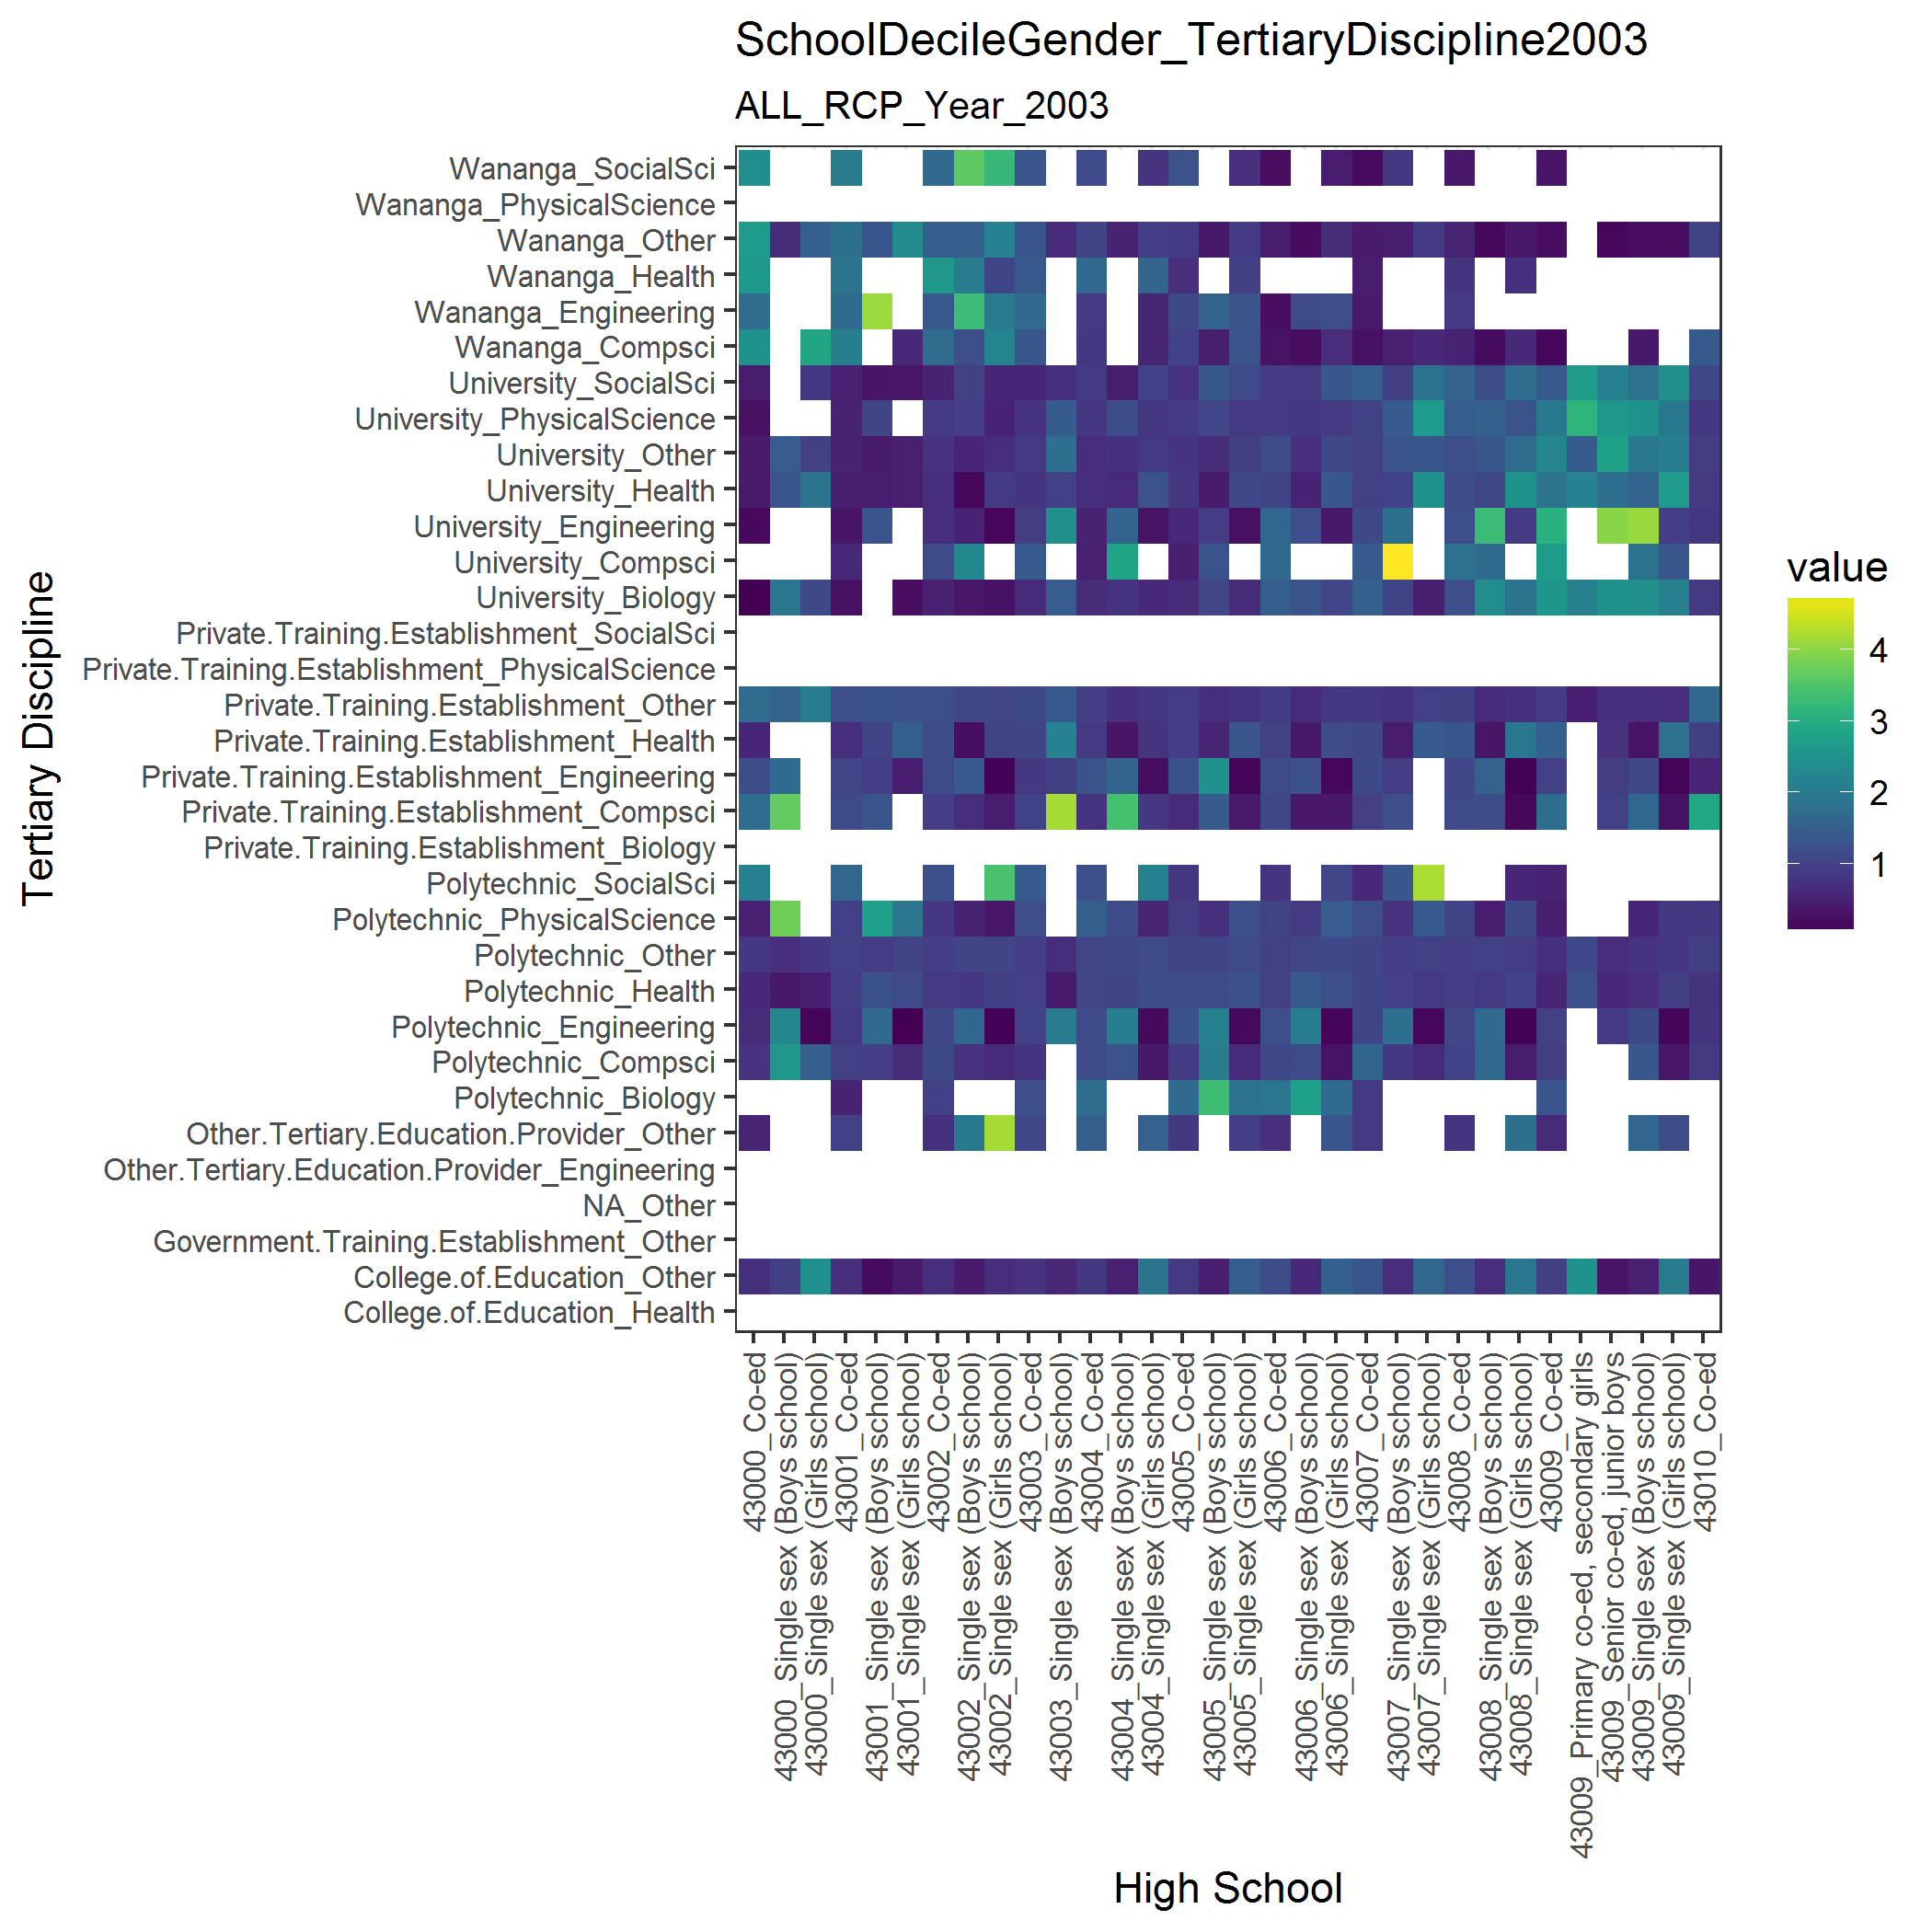 SchoolDecileGender_TertiaryDiscipline2003
ALL_RCP_Year_2003
Tertiary Discipline
Wananga_SocialSci
Wananga_PhysicalScience
Wananga_Other
Wananga_Health
Wananga_Engineering
Wananga_Compsci
University_SocialSci
University_PhysicalScience
University_Other
University_Health
University_Engineering
University_Compsci
University_Biology
Private.Training.Establishment_SocialSci
Private.Training.Establishment_PhysicalScience
Private.Training.Establishment_Other
Private.Training.Establishment_Health
Private.Training.Establishment_Engineering
Private.Training.Establishment_Compsci
Private.Training.Establishment_Biology
Polytechnic_SocialSci
Polytechnic_PhysicalScience
Polytechnic_Other
Polytechnic_Health
Polytechnic_Engineering
Polytechnic_Compsci
Polytechnic_Biology
Other.Tertiary.Education.Provider_Other
Other.Tertiary.Education.Provider_Engineering
NA_Other
Government.Training.Establishment_Other
College.of.Education_Other
College.of.Education_Health
43000_Co-ed
43000_Single sex (Boys school)
43000_Single sex (Girls school)
43001_Co-ed
43001_Single sex (Boys school)
43001_Single sex (Girls school)
43002_Co-ed
43002_Single sex (Boys school)
43002_Single sex (Girls school)
43003_Co-ed
43003_Single sex (Boys school)
43004_Co-ed
43004_Single sex (Boys school)
43004_Single sex (Girls school)
43005_Co-ed
43005_Single sex (Boys school)
43005_Single sex (Girls school)
43006_Co-ed
43006_Single sex (Boys school)
43006_Single sex (Girls school)
43007_Co-ed
43007_Single sex (Boys school)
43007_Single sex (Girls school)
43008_Co-ed
43008_Single sex (Boys school)
43008_Single sex (Girls school)
43009_Co-ed
43009_Primary co-ed, secondary girls
43009_Senior co-ed, junior boys
43009_Single sex (Boys school)
43009_Single sex (Girls school)
43010_Co-ed
High School
value
4
3
2
1